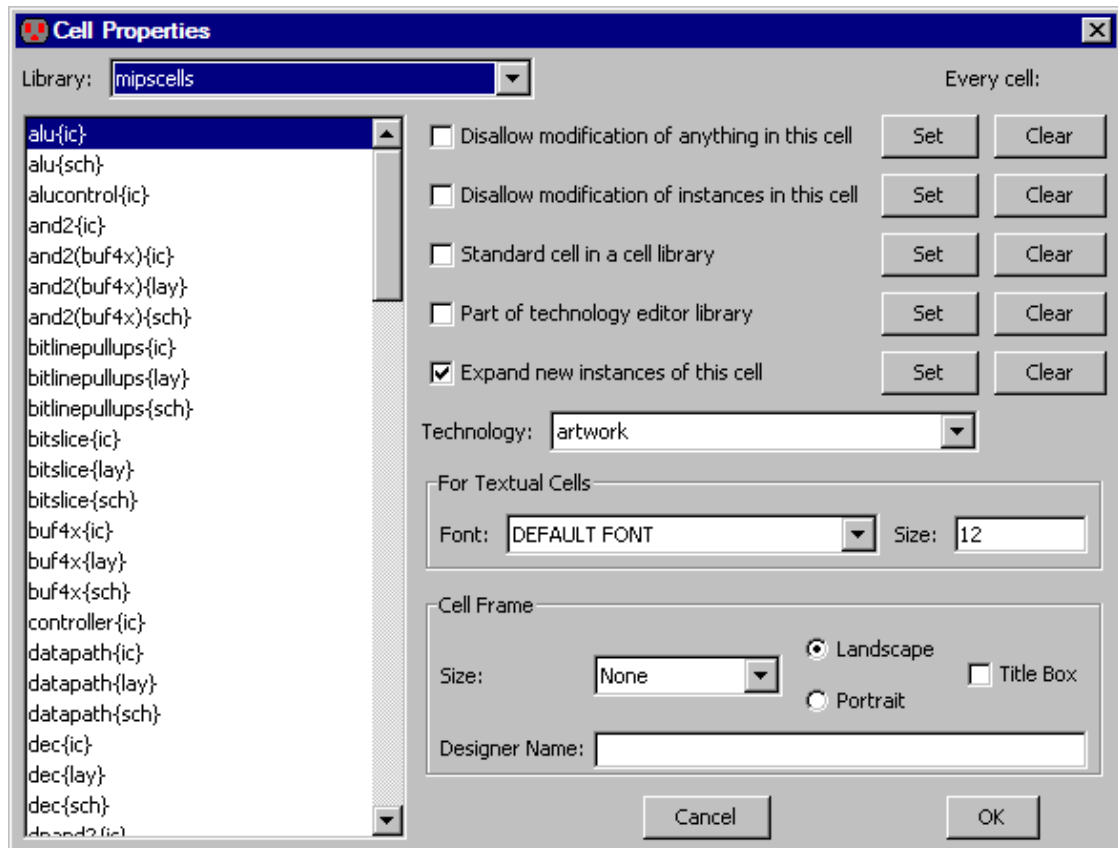 Cell Properties
Library: mipscells Every cell:
alu{ic}
alu{sch}
alucontrol{ic}
and2{ic}
and2(buf4x){ic}
and2(buf4x){lay}
and2(buf4x){sch}
bitlinepullups{ic}
bitlinepullups{lay}
bitlinepullups{sch}
bitslice{ic}
bitslice{lay}
bitslice{sch}
buf4x{ic}
buf4x{lay}
buf4x{sch}
controller{ic}
datapath{ic}
datapath{lay}
datapath{sch}
dec{ic}
dec{lay}
dec{sch}
dpand2{ic}
Disallow modification of anything in this cell Set Clear
Disallow modification of instances in this cell Set Clear
Standard cell in a cell library Set Clear
Part of technology editor library Set Clear
Expand new instances of this cell Set Clear
Technology: artwork
For Textual Cells
Font: DEFAULT FONT Size: 12
Cell Frame
Size: None Landscape Title Box
Portrait
Designer Name:
Cancel OK